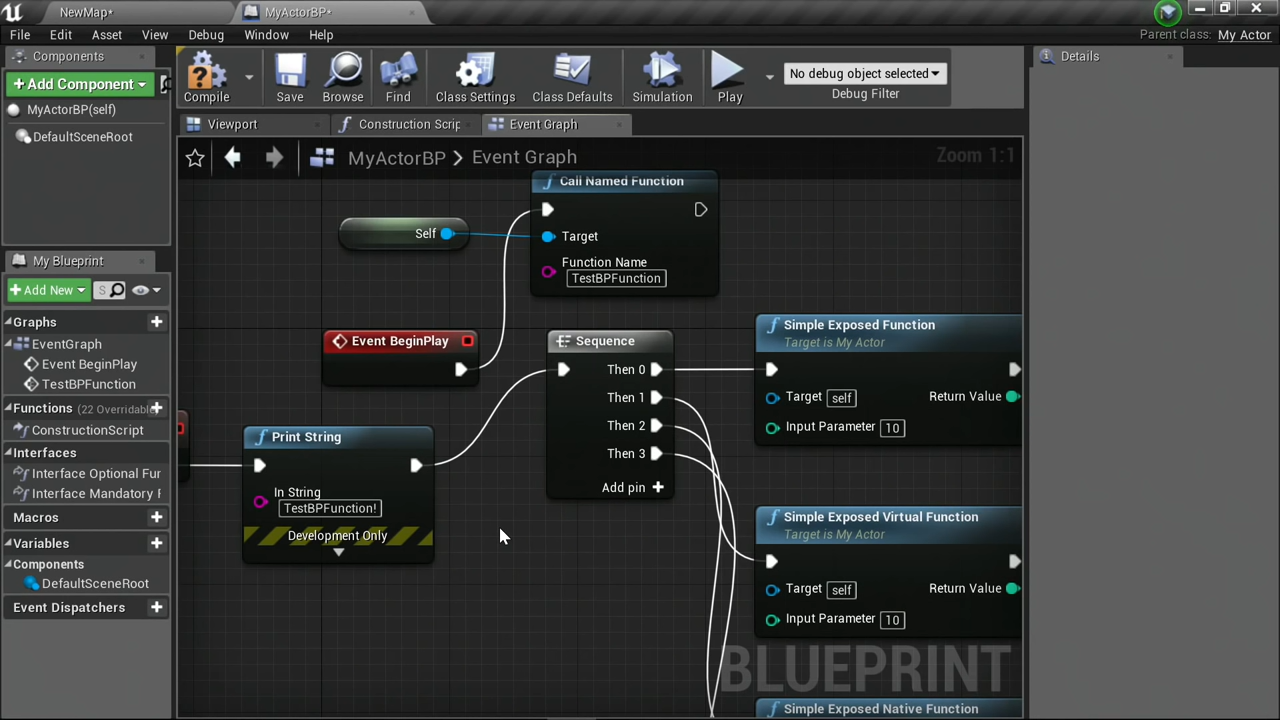 NewMap*
MyActorBP*
File Edit Asset View Debug Window Help
Parent class: My Actor
Components
+ Add Component
MyActorBP(self)
DefaultSceneRoot
Compile
Save
Browse
Find
Class Settings
Class Defaults
Simulation
Play
No debug object selected
Debug Filter
Details
Viewport
Construction Scrip
Event Graph
MyActorBP > Event Graph
Zoom 1:1
My Blueprint
+ Add New
S
Graphs
EventGraph
Event BeginPlay
TestBPFunction
Functions (22 Overridable
ConstructionScript
Interfaces
Interface Optional Fun
Interface Mandatory F
Macros
Variables
Components
DefaultSceneRoot
Event Dispatchers
Call Named Function
Self
Target
Function Name
TestBPFunction
Event BeginPlay
Sequence
Then 0
Then 1
Then 2
Then 3
Add pin +
Print String
In String
TestBPFunction!
Development Only
Simple Exposed Function
Target is My Actor
Target self
Return Value
Input Parameter 10
Simple Exposed Virtual Function
Target is My Actor
Target self
Return Value
Input Parameter 10
BLUEPRINT
Simple Exposed Native Function